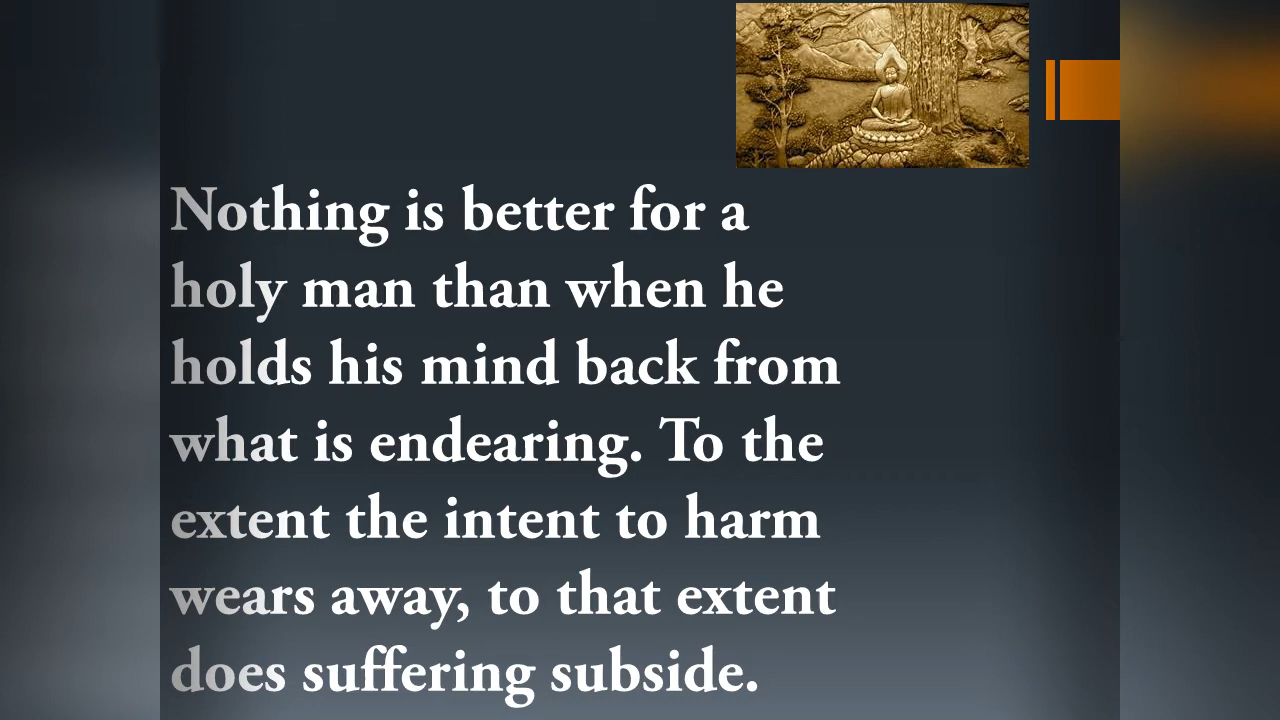 Nothing is better for a
holy man than when he
holds his mind back from
what is endearing. To the
extent the intent to harm
wears away, to that extent
does suffering subside.